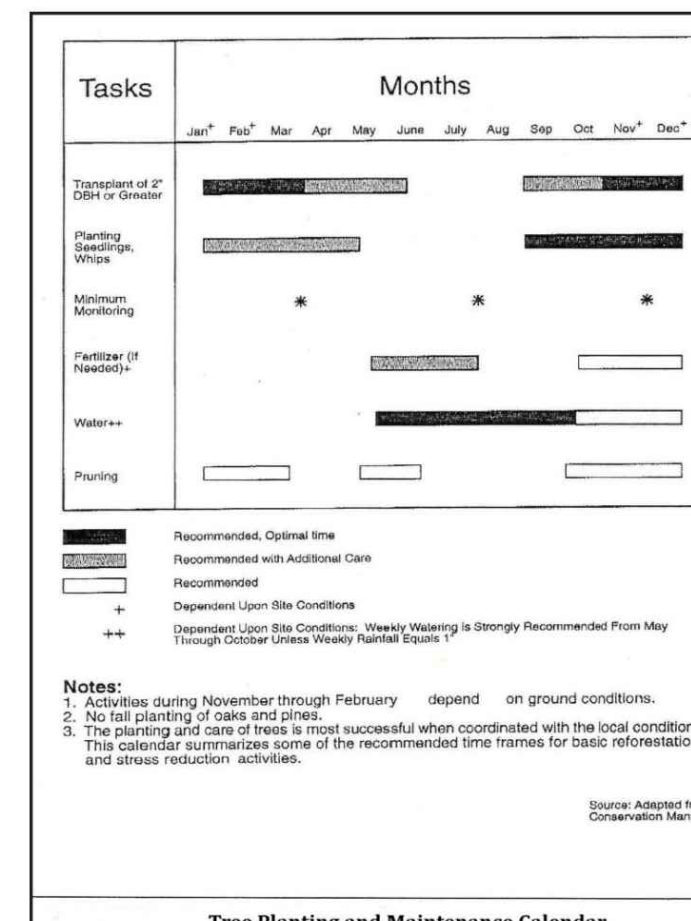 Tasks
Months
Jan+ Feb+ Mar Apr May June July Aug Sep Oct Nov+ Dec+
Transplant of 2"
DBH or Greater
Planting
Seedlings,
Whips
Minimum
Monitoring
* * *
Fertilizer (If
Needed)+
Water++
Pruning
Recommended, Optimal time
Recommended with Additional Care
Recommended
+ Dependent Upon Site Conditions
++ Dependent Upon Site Conditions: Weekly Watering Is Strongly Recommended From May
Through October Unless Weekly Rainfall Equals 1"
Notes:
1. Activities during November through February depend on ground conditions.
2. No fall planting of oaks and pines.
3. The planting and care of trees is most successful when coordinated with the local condition
This calendar summarizes some of the recommended time frames for basic reforestatio
and stress reduction activities.
Source: Adapted f
Conservation Man
Tree Planting and Maintenance Calendar